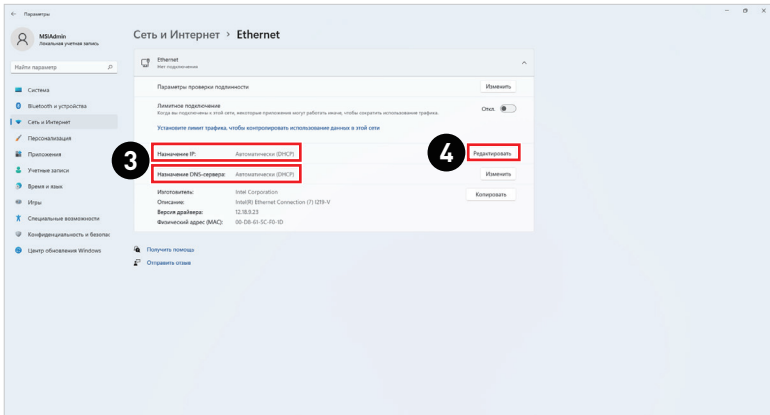 Параметры
MSIAdmin
Локальная учетная запись
Найти параметр
Система
Bluetooth и устройства
Сеть и Интернет
Персонализация
Приложения
Учетные записи
Время и язык
Игры
Специальные возможности
Конфиденциальность и безопас
Центр обновления Windows
Сеть и Интернет > Ethernet
Ethernet
Нет подключения
Параметры проверки подлинности Изменить
Лимитное подключение Откл.
Когда вы подключены к этой сети, некоторые приложения могут работать иначе, чтобы сократить использование трафика.
Установите лимит трафика, чтобы контролировать использование данных в этой сети
3 Назначение IP: Автоматически (DHCP) 4 Редактировать
Назначение DNS-сервера: Автоматически (DHCP) Изменить
Изготовитель: Intel Corporation Копировать
Описание: Intel(R) Ethernet Connection (7) I219-V
Версия драйвера: 12.18.9.23
Физический адрес (MAC): 00-D8-61-5C-F0-1D
Получить помощь
Отправить отзыв